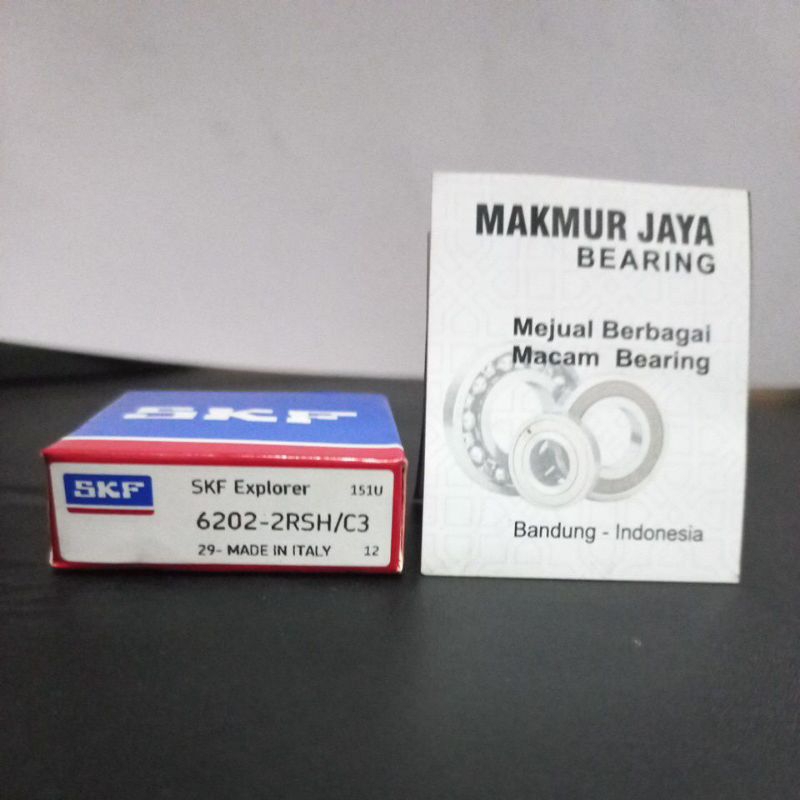 SKF
SKF
SKF Explorer 151U
6202-2RSH/C3
29- MADE IN ITALY 12
MAKMUR JAYA
BEARING
Mejual Berbagai
Macam Bearing
Bandung - Indonesia